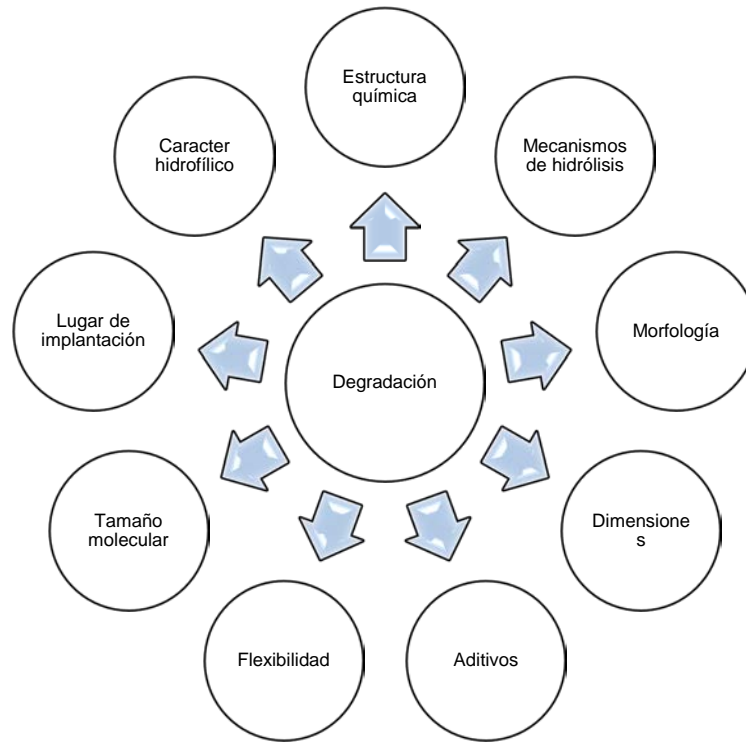 Estructura
química
Mecanismos
de hidrólisis
Morfología
Dimensione
s
Aditivos
Flexibilidad
Tamaño
molecular
Lugar de
implantación
Caracter
hidrofílico
Degradación